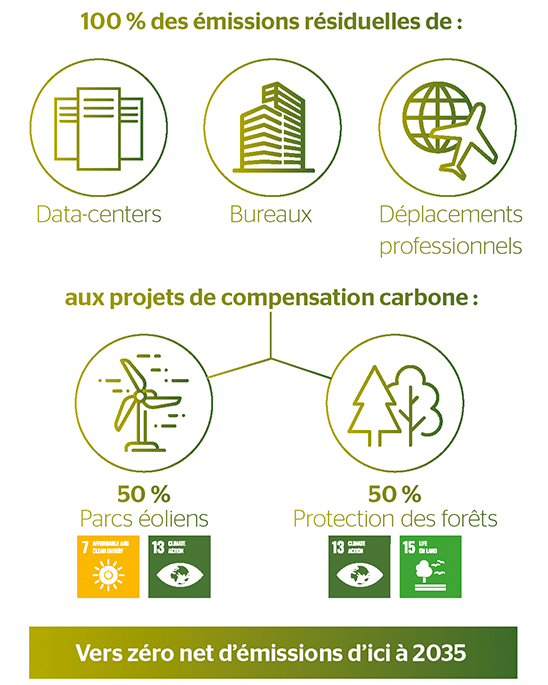 100 % des émissions résiduelles de :
Data-centers
Bureaux
Déplacements
professionnels
aux projets de compensation carbone :
50 %
Parcs éoliens
7 AFFORDABLE AND
CLEAN ENERGY
13 CLIMATE
ACTION
50 %
Protection des forêts
13 CLIMATE
ACTION
15 LIFE
ON LAND
Vers zéro net d’émissions d’ici à 2035